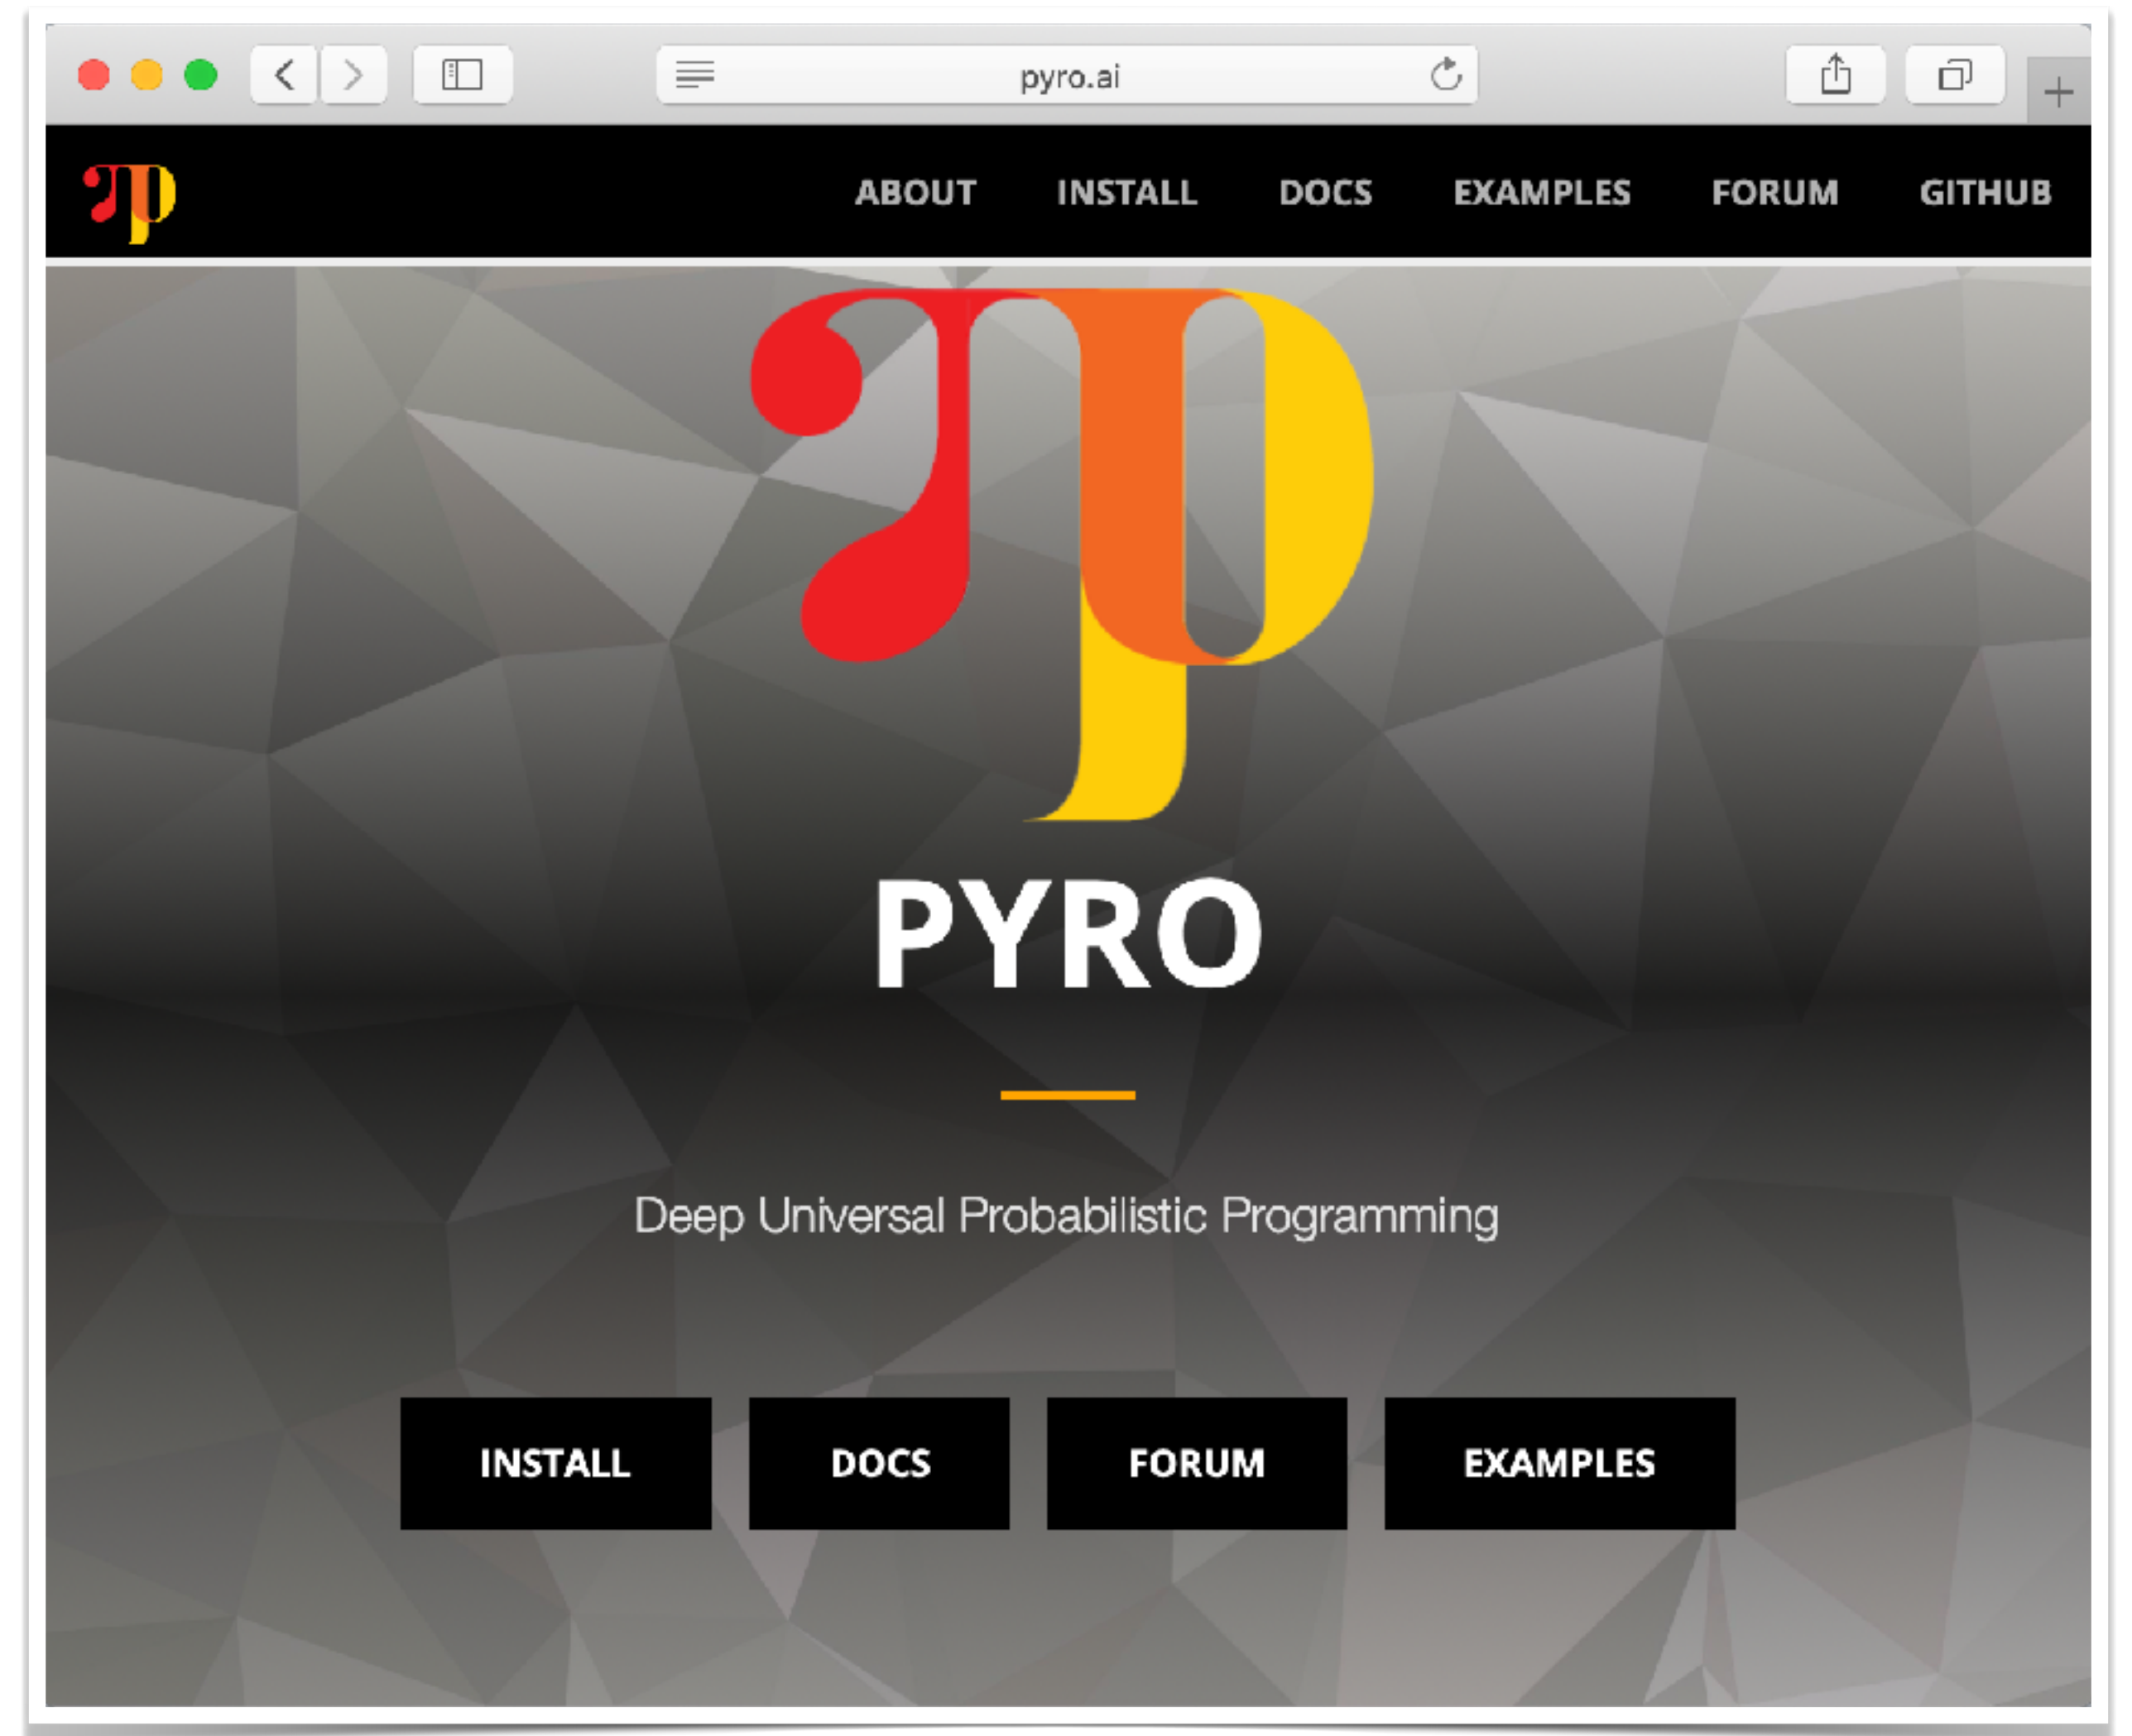 pyro.ai
ABOUT INSTALL DOCS EXAMPLES FORUM GITHUB
PYRO
Deep Universal Probabilistic Programming
INSTALL DOCS FORUM EXAMPLES